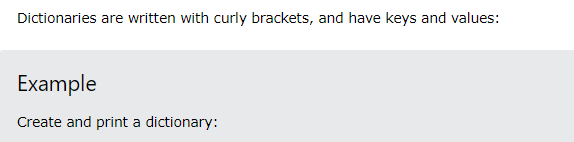 Dictionaries are written with curly brackets, and have keys and values:
Example
Create and print a dictionary: